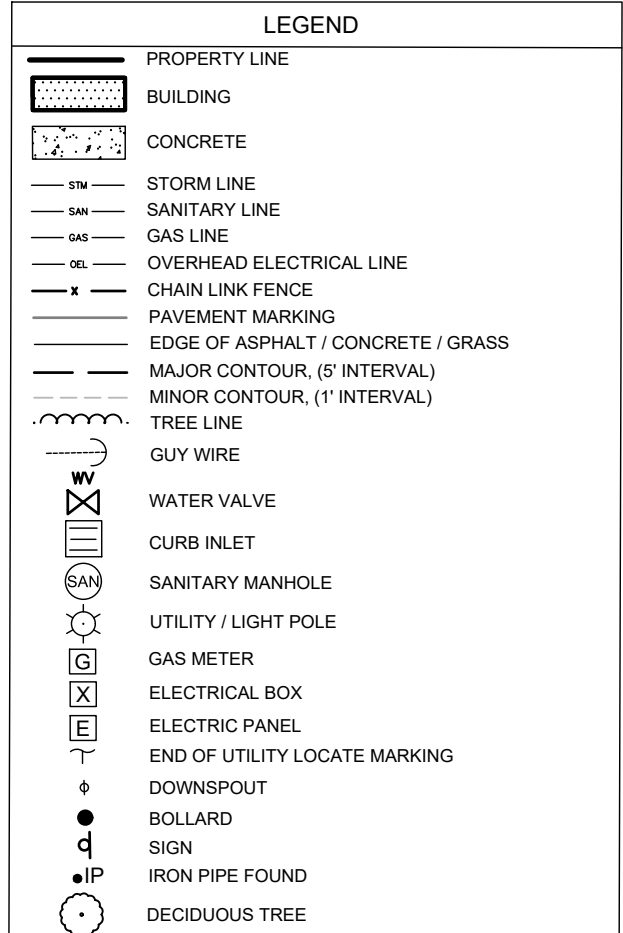 LEGEND
PROPERTY LINE
BUILDING
CONCRETE
STM STORM LINE
SAN SANITARY LINE
GAS GAS LINE
OEL OVERHEAD ELECTRICAL LINE
x CHAIN LINK FENCE
PAVEMENT MARKING
EDGE OF ASPHALT / CONCRETE / GRASS
MAJOR CONTOUR, (5' INTERVAL)
MINOR CONTOUR, (1' INTERVAL)
TREE LINE
GUY WIRE
WV
WATER VALVE
CURB INLET
SAN SANITARY MANHOLE
UTILITY / LIGHT POLE
G GAS METER
X ELECTRICAL BOX
E ELECTRIC PANEL
END OF UTILITY LOCATE MARKING
DOWNSPOUT
BOLLARD
SIGN
IP IRON PIPE FOUND
DECIDUOUS TREE